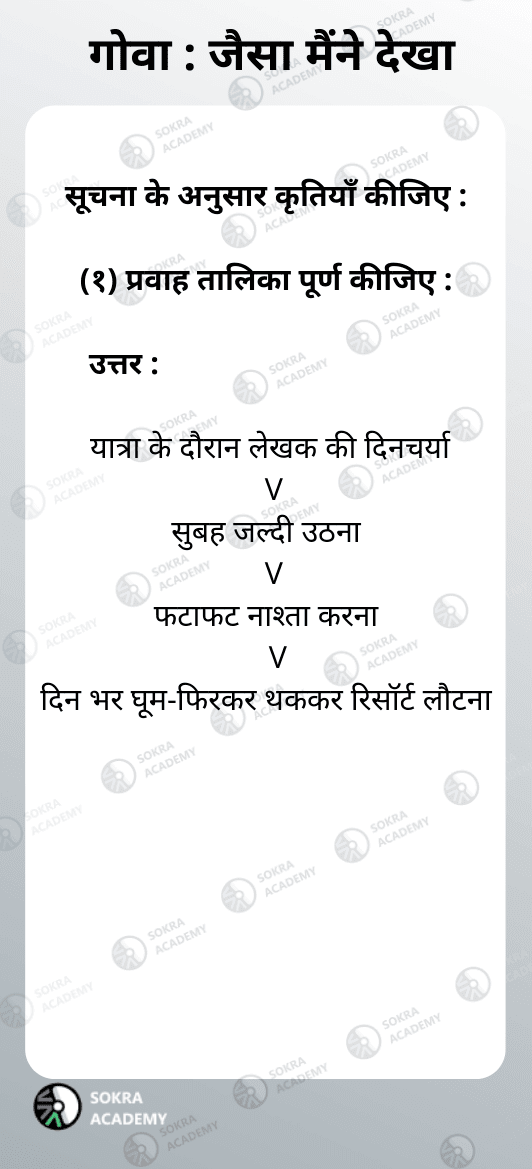 गोवा : जैसा मैंने देखा
सूचना के अनुसार कृतियाँ कीजिए :
(१) प्रवाह तालिका पूर्ण कीजिए :
उत्तर :
यात्रा के दौरान लेखक की दिनचर्या
V
सुबह जल्दी उठना
V
फटाफट नाश्ता करना
V
दिन भर घूम-फिरकर थककर रिसॉर्ट लौटना
SOKRA
ACADEMY